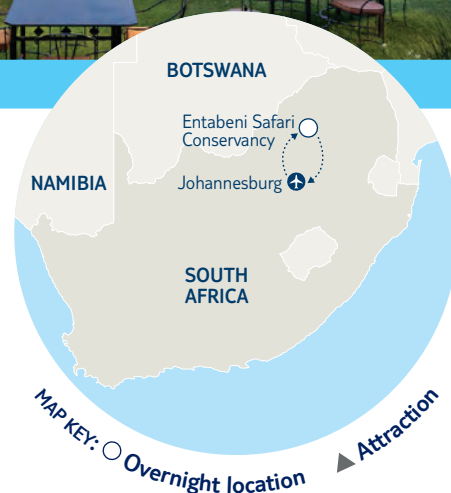 BOTSWANA
Entabeni Safari
Conservancy
NAMIBIA
Johannesburg
SOUTH
AFRICA
MAP KEY: Overnight location Attraction